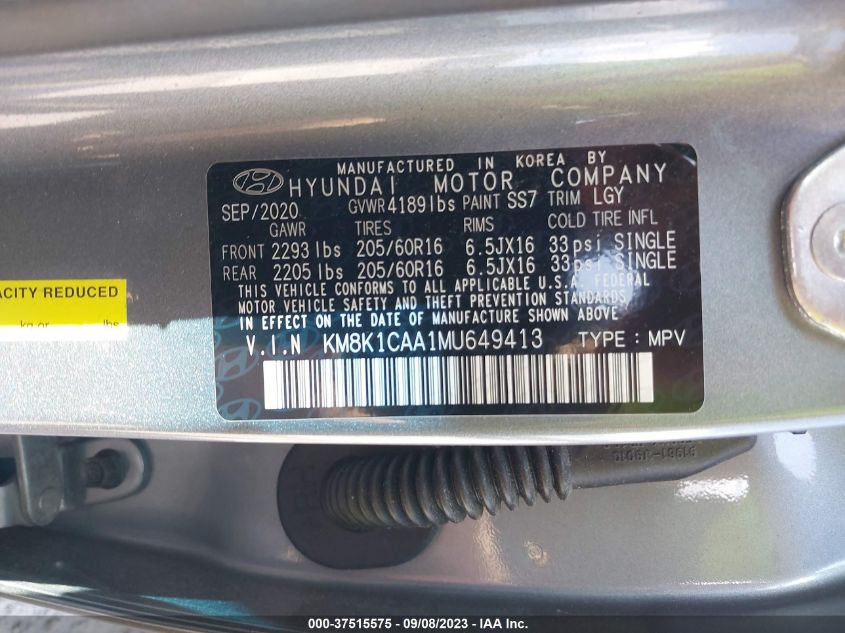 MANUFACTURED IN KOREA BY
HYUNDAI MOTOR COMPANY
SEP/2020 GVWR 4189lbs PAINT SS7 TRIM LGY
GAWR TIRES RIMS COLD TIRE INFL
FRONT 2293 lbs 205/60R16 6.5JX16 33psi SINGLE
REAR 2205 lbs 205/60R16 6.5JX16 33psi SINGLE
THIS VEHICLE CONFORMS TO ALL APPLICABLE U.S.A. FEDERAL
MOTOR VEHICLE SAFETY AND THEFT PREVENTION STANDARDS
IN EFFECT ON THE DATE OF MANUFACTURE SHOWN ABOVE
V.I.N KM8K1CAA1MU649413 TYPE : MPV
ACITY REDUCED
kg or lbs
000-37515575 - 09/08/2023 - IAA Inc.